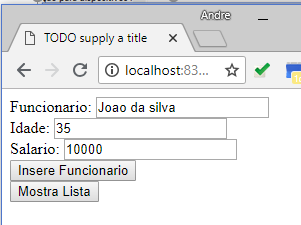 Andre
TODO supply a title
localhost:83...
Funcionario: Joao da silva
Idade: 35
Salario: 10000
Insere Funcionario
Mostra Lista